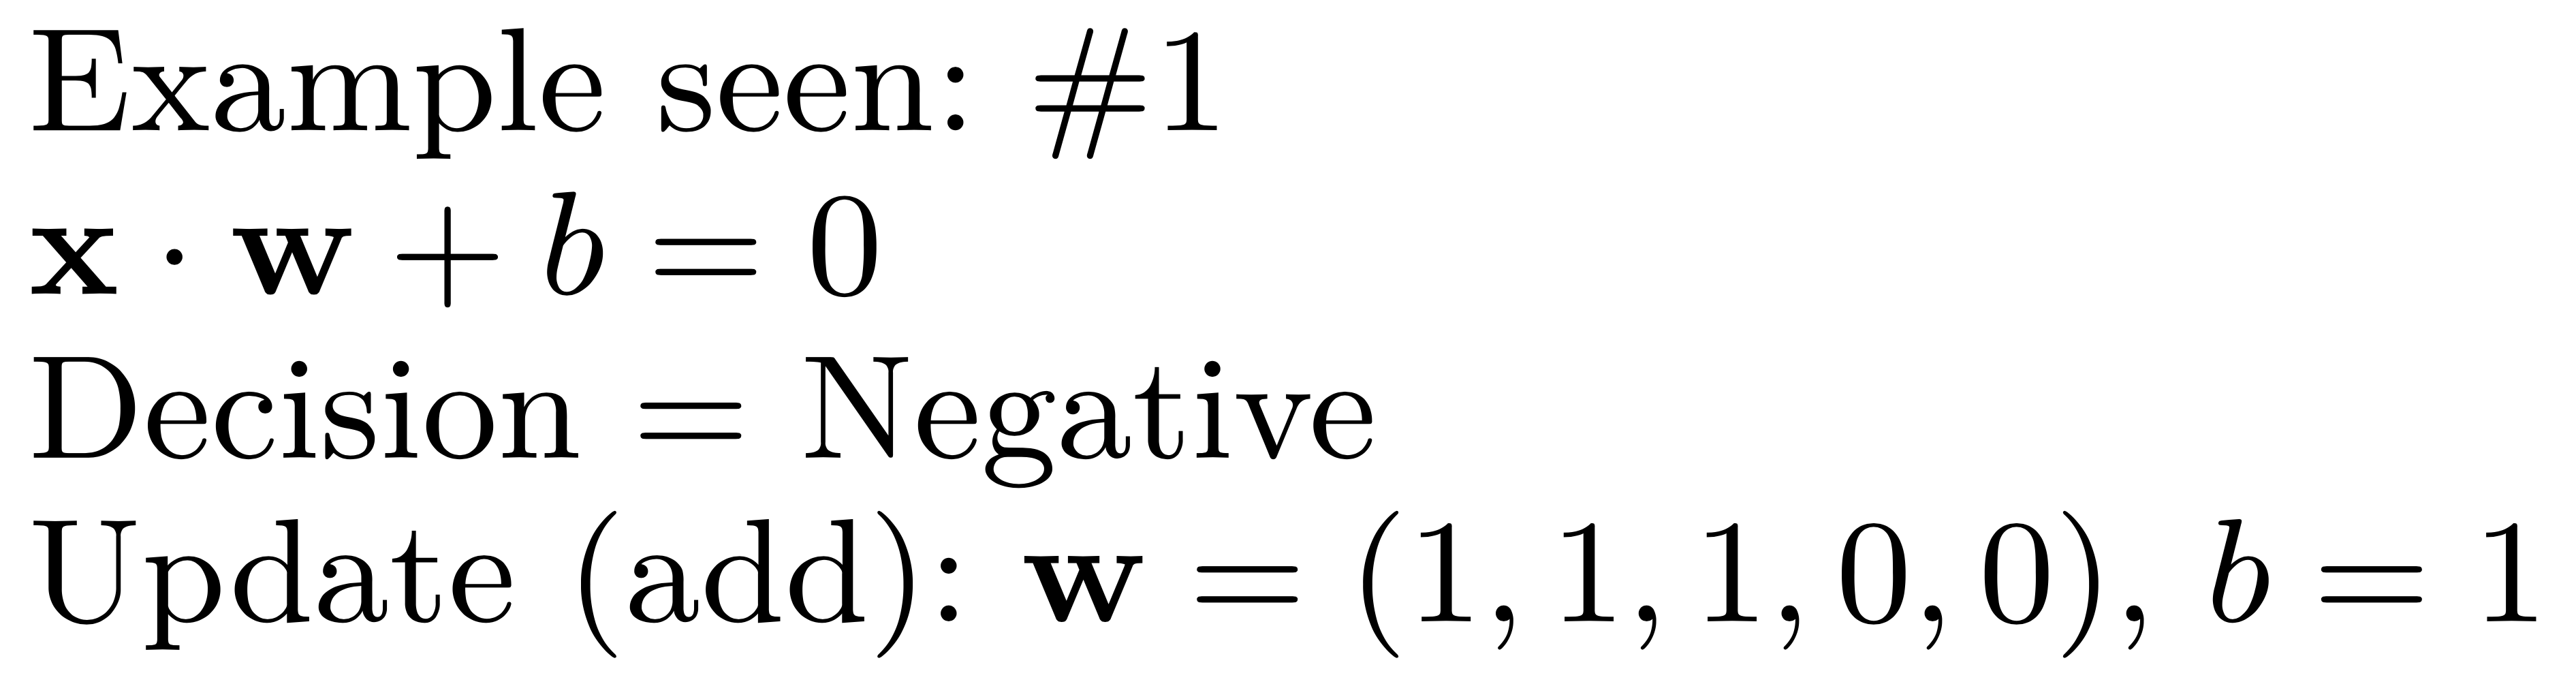 Example seen: #1
x · w + b = 0
Decision = Negative
Update (add): w = (1, 1, 1, 0, 0), b = 1